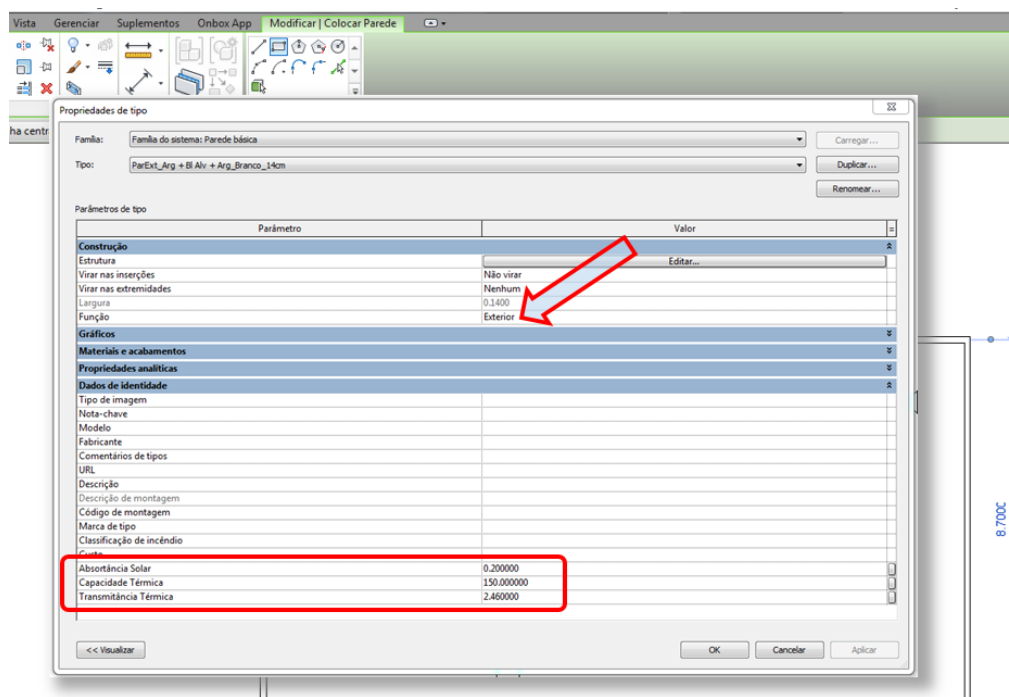 Vista Gerenciar Suplementos Onbox App Modificar | Colocar Parede
ha centr
Propriedades de tipo
Família: Família do sistema: Parede básica Carregar...
Tipo: ParExt_Arg + Bl Alv + Arg_Branco_14cm Duplicar...
Renomear...
Parâmetros de tipo
Parâmetro Valor =
Construção
Estrutura Editar...
Virar nas inserções Não virar
Virar nas extremidades Nenhum
Largura 0.1400
Função Exterior
Gráficos
Materiais e acabamentos
Propriedades analíticas
Dados de identidade
Tipo de imagem
Nota-chave
Modelo
Fabricante
Comentários de tipos
URL
Descrição
Descrição de montagem
Código de montagem
Marca de tipo
Classificação de incêndio
Custo
Absortância Solar 0.200000
Capacidade Térmica 150.000000
Transmitância Térmica 2.460000
<< Visualizar OK Cancelar Aplicar
8.7000